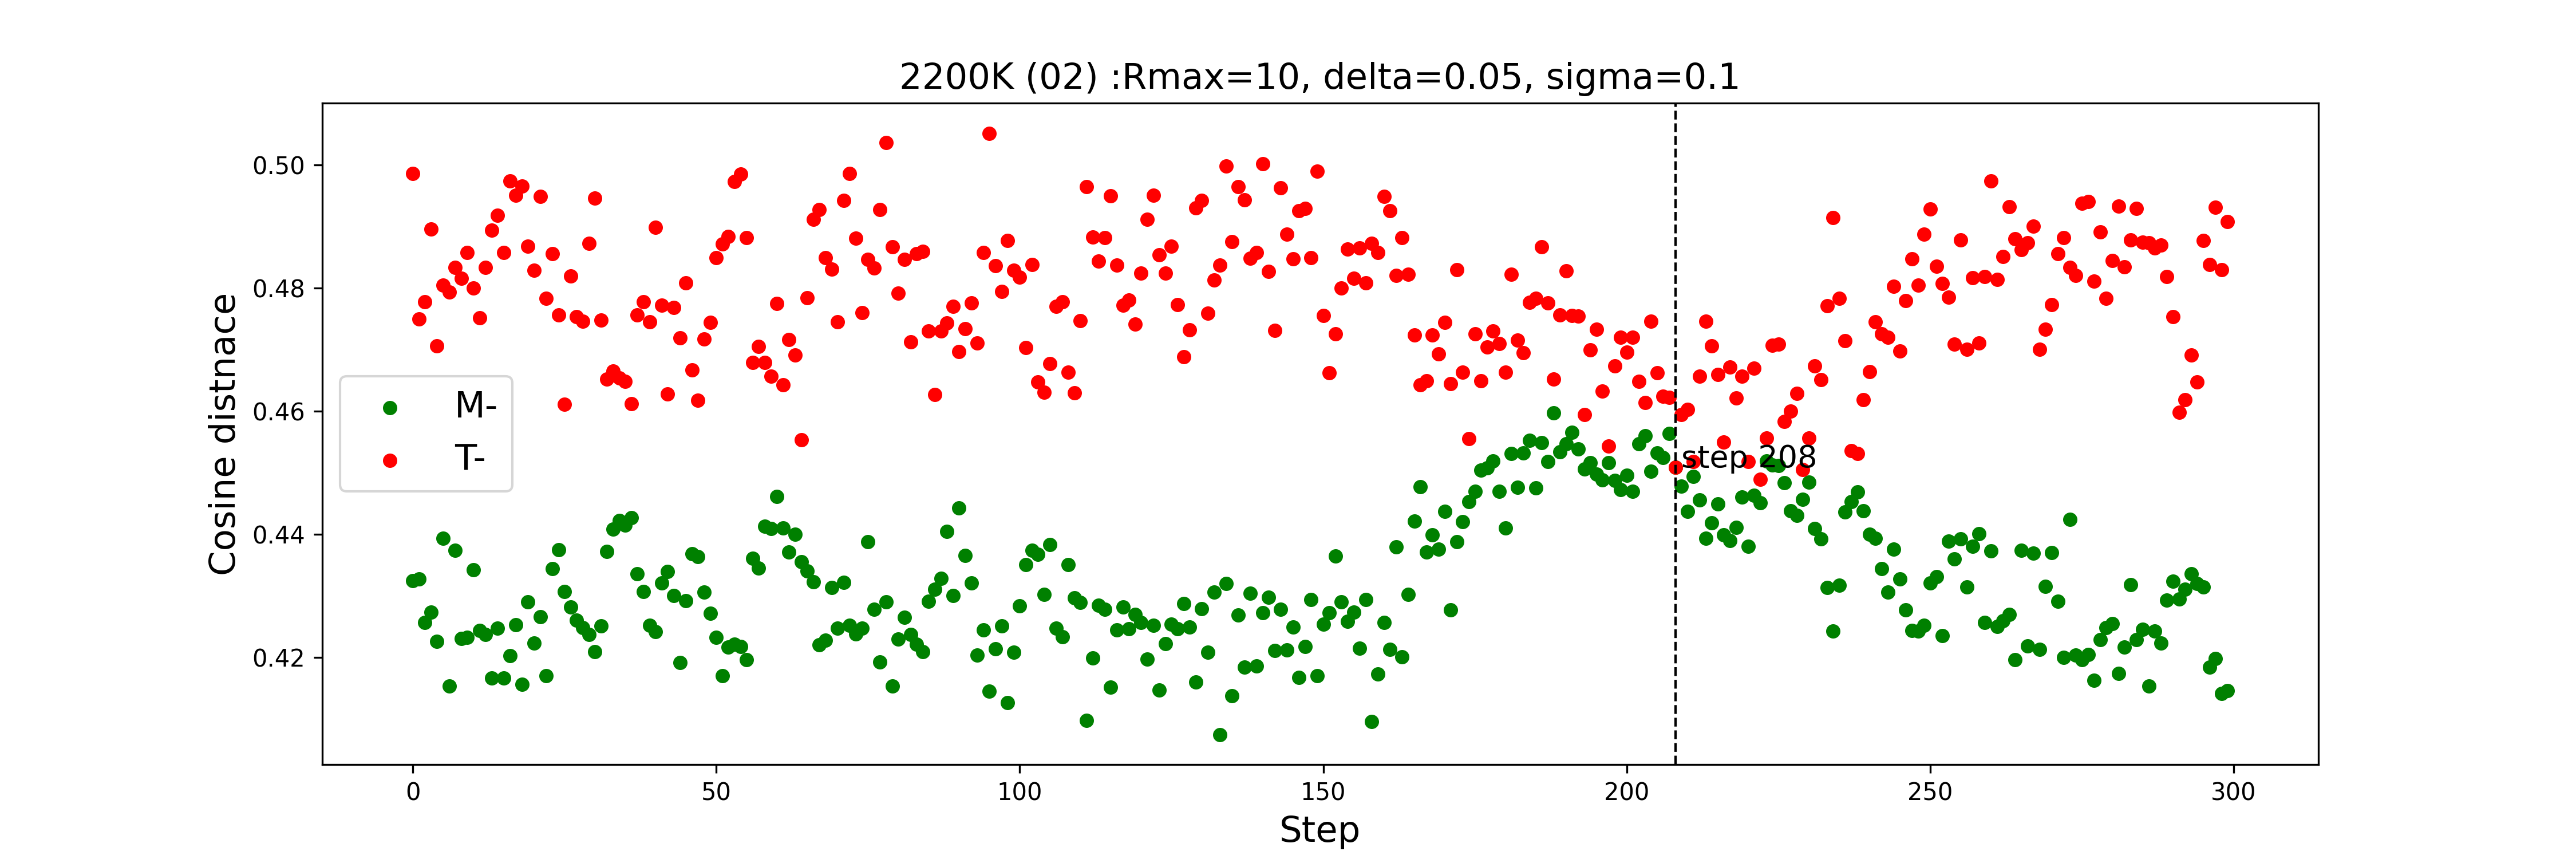 2200K (02) :Rmax=10, delta=0.05, sigma=0.1
Cosine distnace
0.50
0.48
0.46
0.44
0.42
M-
T-
step 208
0 50 100 150 200 250 300
Step